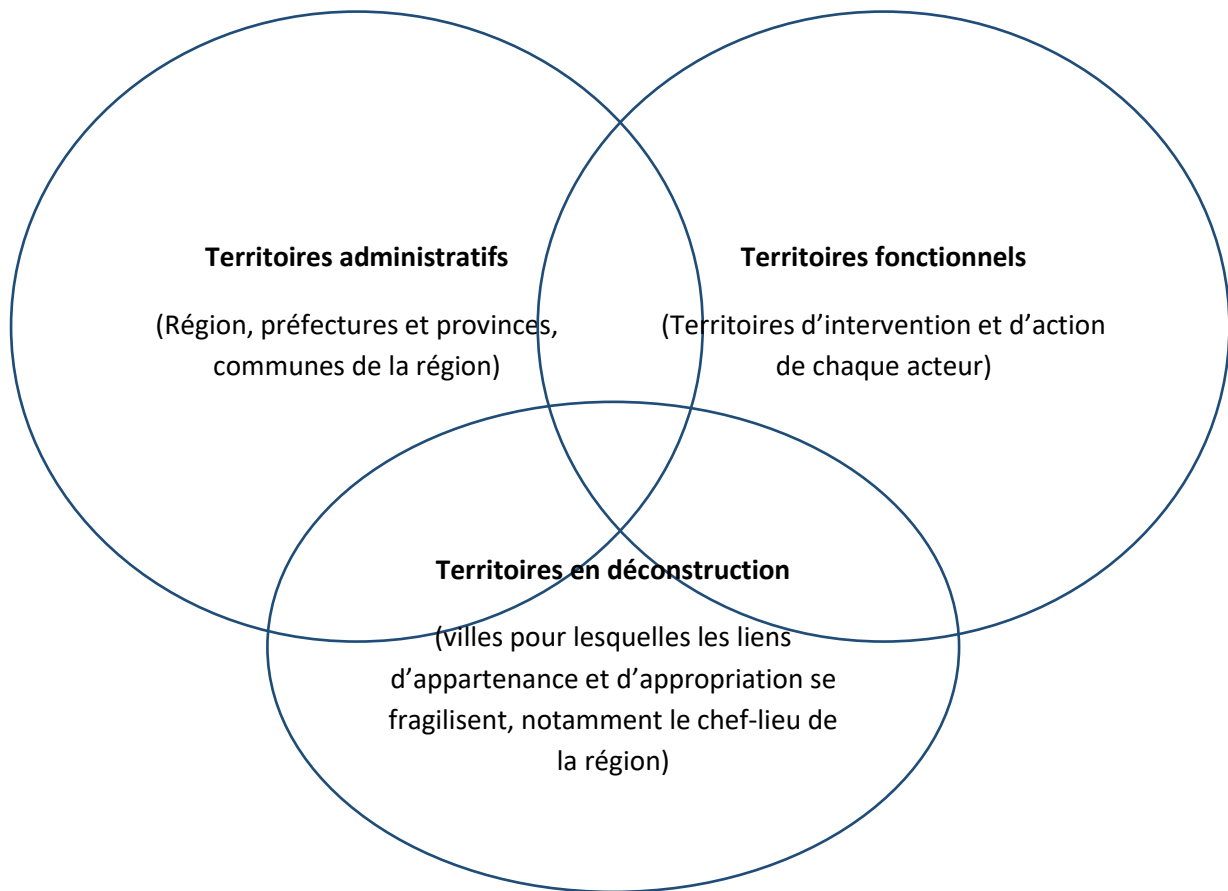 Territoires administratifs
(Région, préfectures et provinces,
communes de la région)
Territoires fonctionnels
(Territoires d’intervention et d’action
de chaque acteur)
Territoires en déconstruction
(villes pour lesquelles les liens
d’appartenance et d’appropriation se
fragilisent, notamment le chef-lieu de
la région)